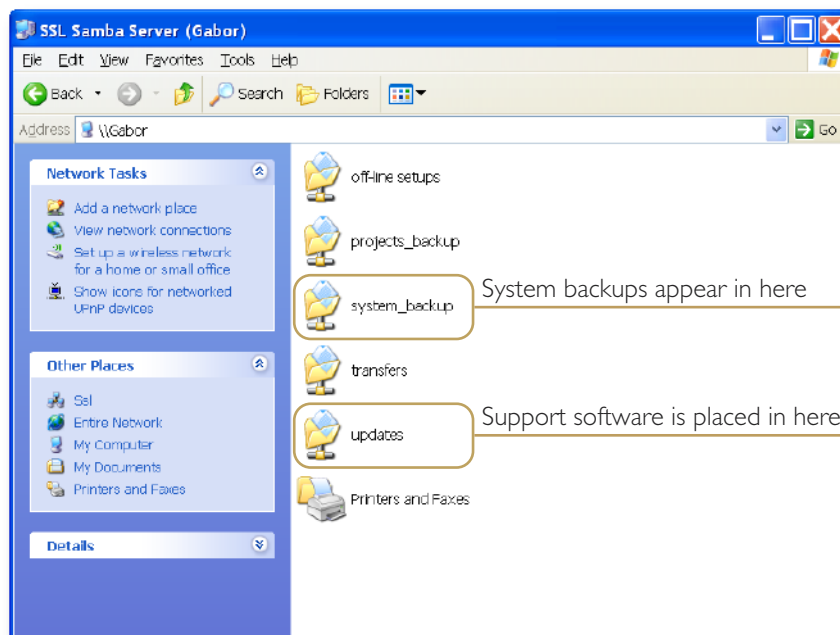 SSL Samba Server (Gabor)
File Edit View Favorites Tools Help
Back Search Folders
Address \\Gabor Go
Network Tasks
Add a network place
View network connections
Set up a wireless network
for a home or small office
Show icons for networked
UPnP devices
Other Places
Ssl
Entire Network
My Computer
My Documents
Printers and Faxes
Details
off-line setups
projects_backup
system_backup
System backups appear in here
transfers
updates
Support software is placed in here
Printers and Faxes